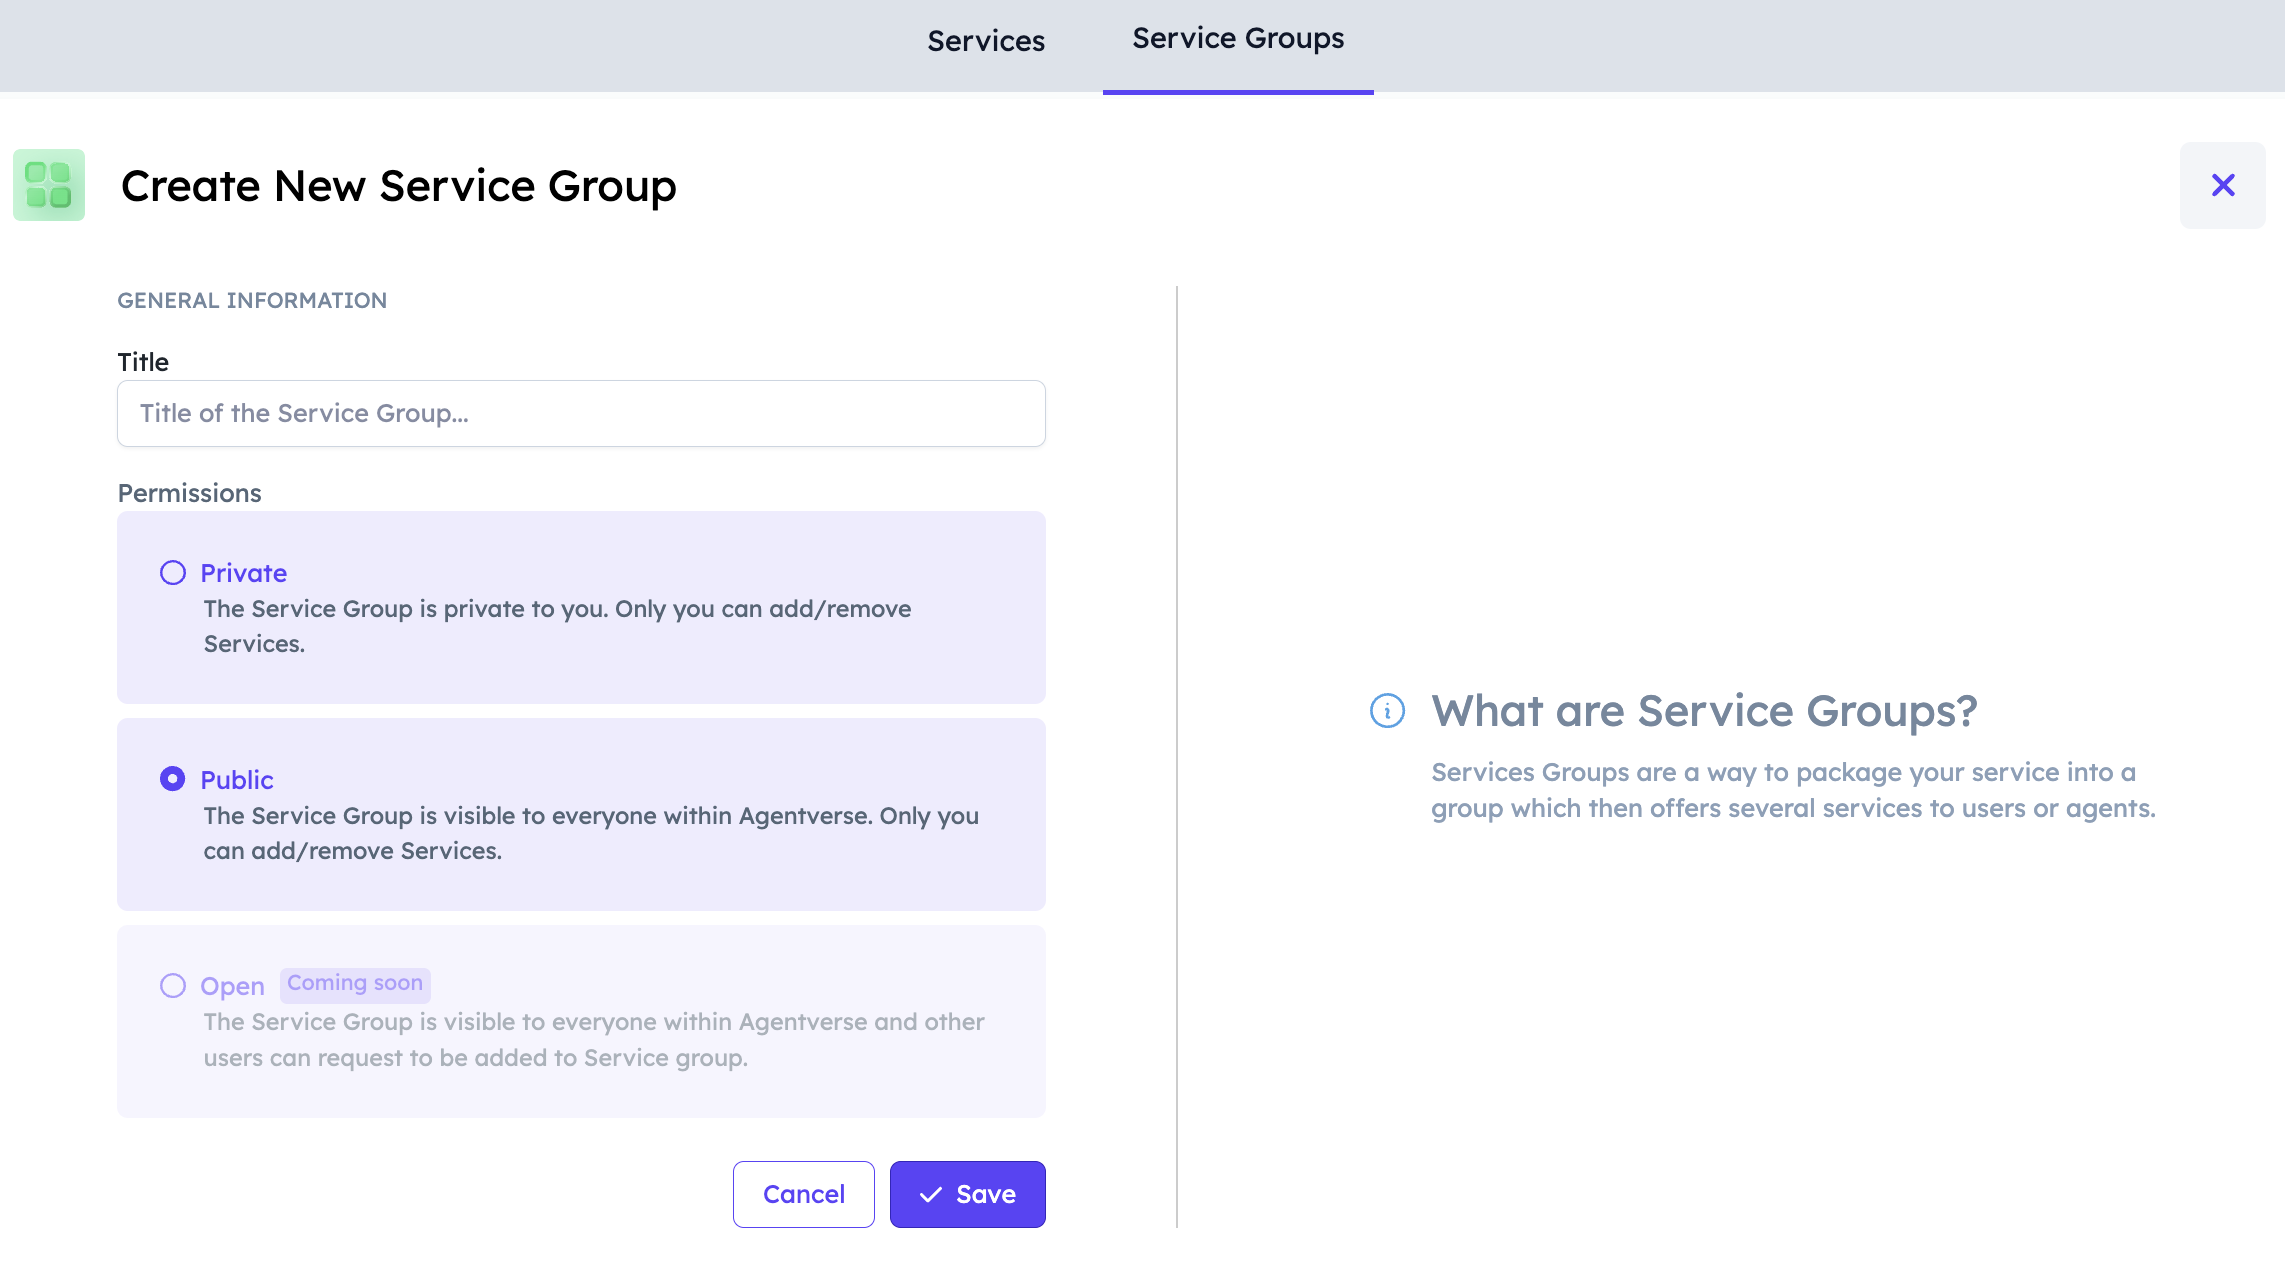 Services
Service Groups
Create New Service Group
GENERAL INFORMATION
Title
Title of the Service Group...
Permissions
Private
The Service Group is private to you. Only you can add/remove
Services.
Public
The Service Group is visible to everyone within Agentverse. Only you
can add/remove Services.
Open Coming soon
The Service Group is visible to everyone within Agentverse and other
users can request to be added to Service group.
Cancel
Save
What are Service Groups?
Services Groups are a way to package your service into a
group which then offers several services to users or agents.